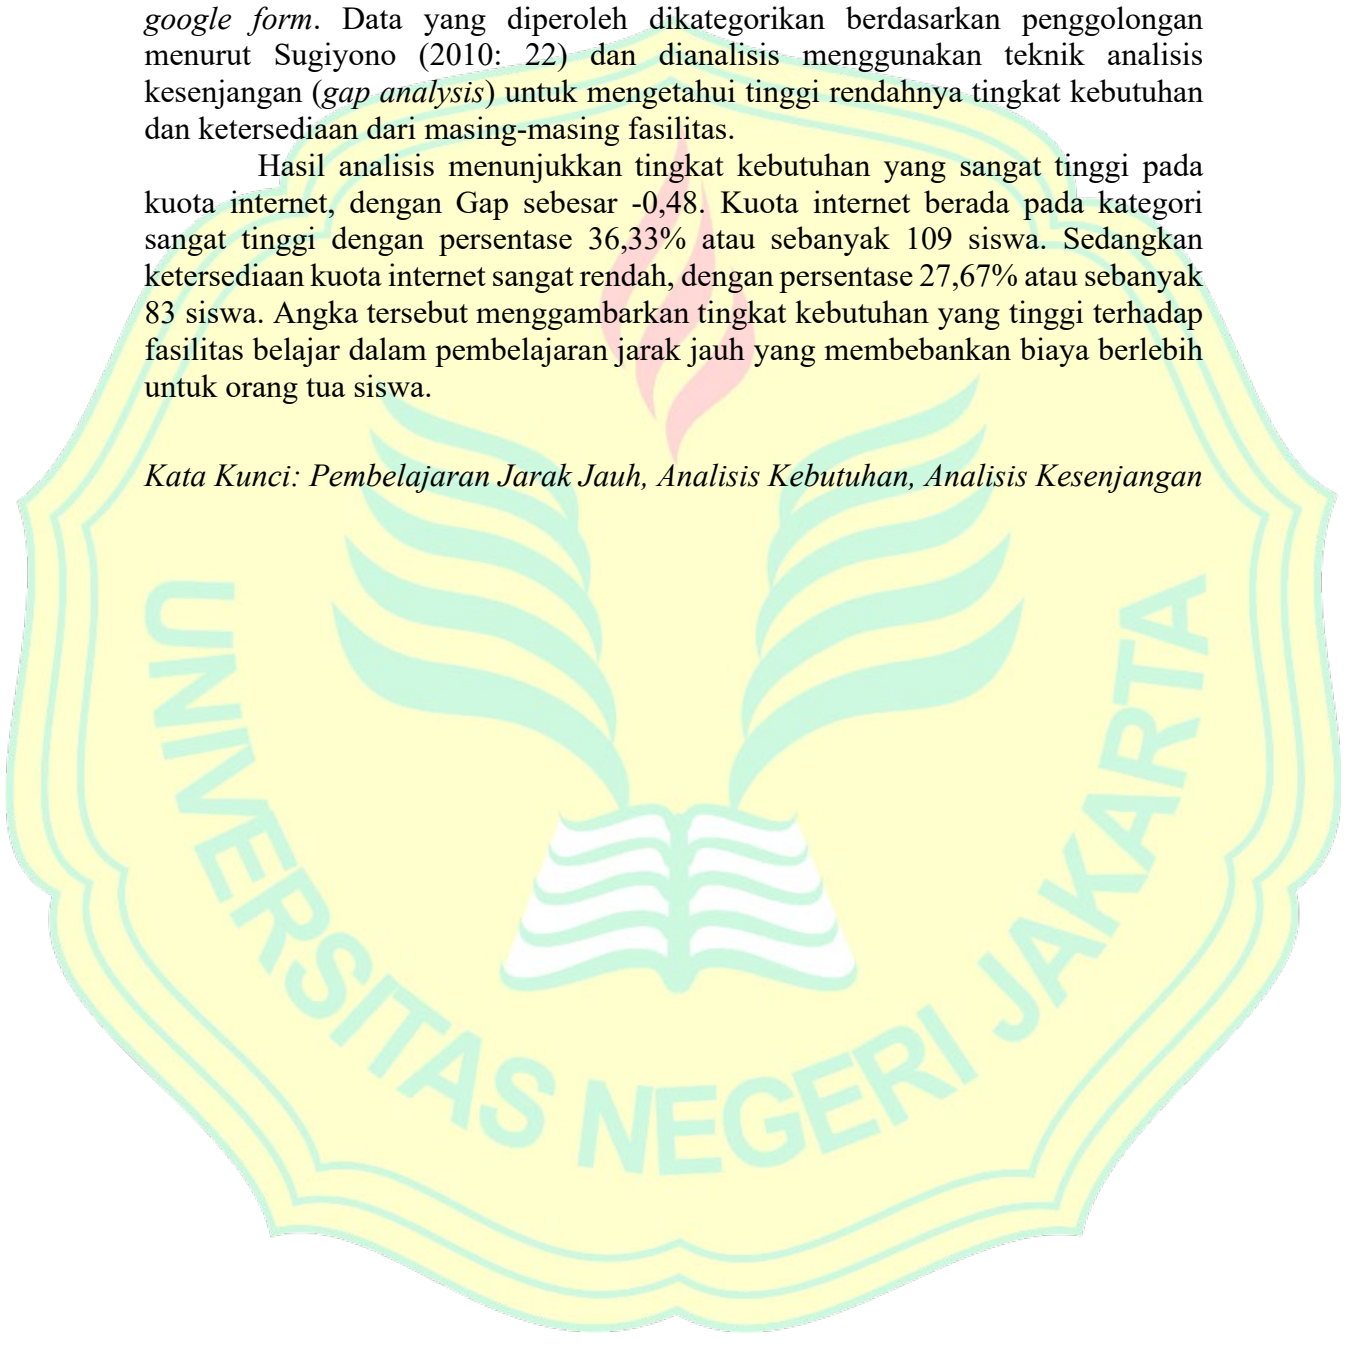 google form. Data yang diperoleh dikategorikan berdasarkan penggolongan
menurut Sugiyono (2010: 22) dan dianalisis menggunakan teknik analisis
kesenjangan (gap analysis) untuk mengetahui tinggi rendahnya tingkat kebutuhan
dan ketersediaan dari masing-masing fasilitas.
Hasil analisis menunjukkan tingkat kebutuhan yang sangat tinggi pada
kuota internet, dengan Gap sebesar -0,48. Kuota internet berada pada kategori
sangat tinggi dengan persentase 36,33% atau sebanyak 109 siswa. Sedangkan
ketersediaan kuota internet sangat rendah, dengan persentase 27,67% atau sebanyak
83 siswa. Angka tersebut menggambarkan tingkat kebutuhan yang tinggi terhadap
fasilitas belajar dalam pembelajaran jarak jauh yang membebankan biaya berlebih
untuk orang tua siswa.
Kata Kunci: Pembelajaran Jarak Jauh, Analisis Kebutuhan, Analisis Kesenjangan
UNIVERSITAS NEGERI JAKARTA